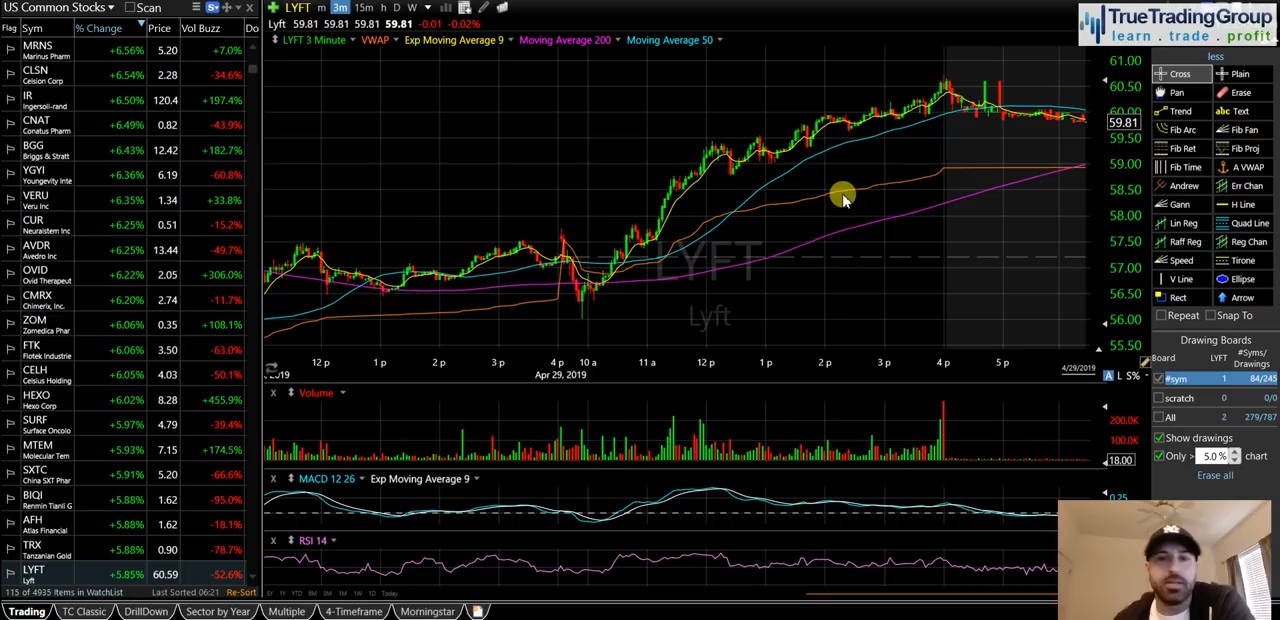 US Common Stocks Scan
Flag Sym % Change Price Vol Buzz Do
MRNS +6.56% 5.20 +7.0%
Marinus Pharm
CLSN +6.54% 2.28 -34.6%
Celsion Corp
IR +6.50% 120.4 +197.4%
Ingersoll-rand
CNAT +6.49% 0.82 -43.9%
Conatus Pharm
BGG +6.43% 12.42 +182.7%
Briggs & Stratt
YGYI +6.36% 6.19 -60.8%
Youngevity Inte
VERU +6.35% 1.34 +33.8%
Veru Inc
CUR +6.25% 0.51 -15.2%
Neuralstem Inc
AVDR +6.25% 13.44 -49.7%
Avedro Inc
OVID +6.22% 2.05 +306.0%
Ovid Therapeut
CMRX +6.20% 2.74 -11.7%
Chimerix, Inc.
ZOM +6.06% 0.35 +108.1%
Zomedica Phar
FTK +6.06% 3.50 -63.0%
Flotek Industrie
CELH +6.05% 4.03 -50.1%
Celsius Holding
HEXO +6.02% 8.28 +455.9%
Hexo Corp
SURF +5.97% 4.79 -39.4%
Surface Oncolo
MTEM +5.93% 7.15 +174.5%
Molecular Tem
SXTC +5.91% 5.20 -66.6%
China SXT Phar
BIQI +5.88% 1.62 -95.0%
Renmin Tianli G
AFH +5.88% 1.62 -18.1%
Atlas Financial
TRX +5.88% 0.90 -78.7%
Tanzanian Gold
LYFT +5.85% 60.59 -52.6%
Lyft
115 of 4935 Items in WatchList Last Sorted 06:21 Re-Sort
LYFT m 3m 15m h D W
Lyft 59.81 59.81 59.81 59.81 -0.01 -0.02%
LYFT 3 Minute VWAP Exp Moving Average 9 Moving Average 200 Moving Average 50
61.00
60.50
60.00
59.81
59.50
59.00
58.50
58.00
57.50
57.00
56.50
56.00
55.50
LYFT
Lyft
12 p 1 p 2 p 3 p 4 p 10 a 11 a 12 p 1 p 2 p 3 p 4 p 5 p
, 2019 Apr 29, 2019 4/29/2019
A L S%
X Volume
200.0K
100.0K
18.00
X MACD 12 26 Exp Moving Average 9
0.25
X RSI 14
Today
TrueTradingGroup
learn . trade . profit
less
Cross Plain
Pan Erase
Trend abc Text
Fib Arc Fib Fan
Fib Ret Fib Proj
Fib Time A VWAP
Andrew Err Chan
Gann H Line
Lin Reg Quad Line
Raff Reg Reg Chan
Speed Tirone
V Line Ellipse
Rect Arrow
Repeat Snap To
Drawing Boards
Board LYFT #Syms/
Drawings
#sym 1 84/245
scratch 0 0/0
All 2 279/787
Show drawings
Only > 5.0 % chart
Erase all
Trading TC Classic DrillDown Sector by Year Multiple 4-Timeframe Morningstar